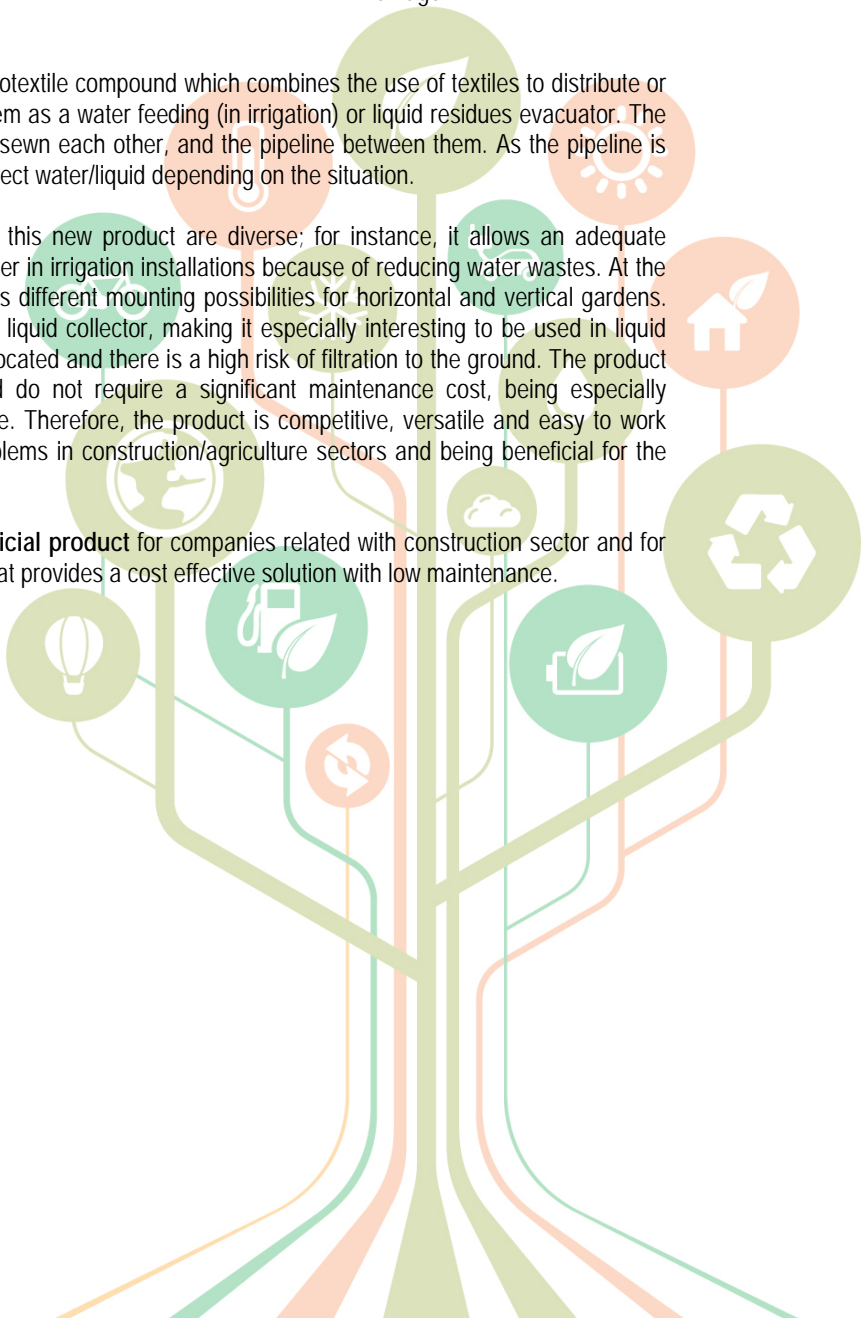 otextile compound which combines the use of textiles to distribute or
em as a water feeding (in irrigation) or liquid residues evacuator. The
sewn each other, and the pipeline between them. As the pipeline is
ect water/liquid depending on the situation.
this new product are diverse; for instance, it allows an adequate
er in irrigation installations because of reducing water wastes. At the
s different mounting possibilities for horizontal and vertical gardens.
liquid collector, making it especially interesting to be used in liquid
ocated and there is a high risk of filtration to the ground. The product
d do not require a significant maintenance cost, being especially
e. Therefore, the product is competitive, versatile and easy to work
blems in construction/agriculture sectors and being beneficial for the
icial product for companies related with construction sector and for
at provides a cost effective solution with low maintenance.